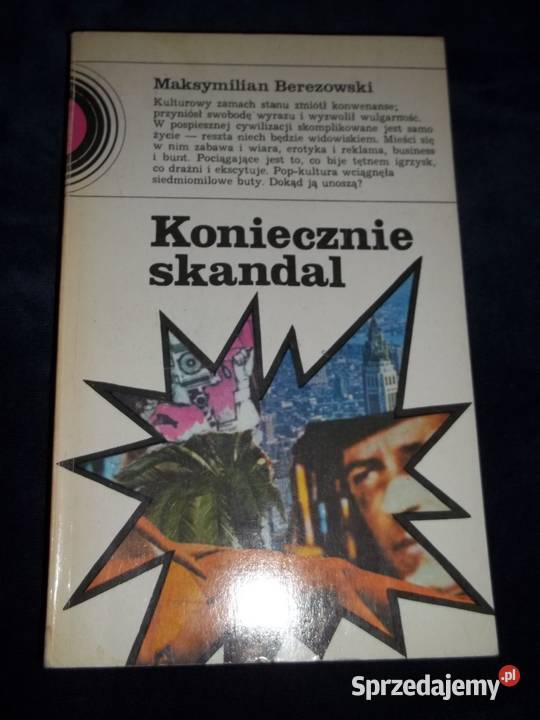 Maksymilian Berezowski
Kulturowy zamach stanu zmiótł konwenanse;
przyniósł swobodę wyrazu i wyzwolił wulgarność.
W pospiesznej cywilizacji skomplikowane jest samo
życie — reszta niech będzie widowiskiem. Mieści się
w nim zabawa i wiara, erotyka i reklama, business
i bunt. Pociągające jest to, co bije tętnem igrzysk,
co drażni i ekscytuje. Pop-kultura wciągnęła
siedmiomilowe buty. Dokąd ją unoszą?
Koniecznie
skandal
Sprzedajemy.pl